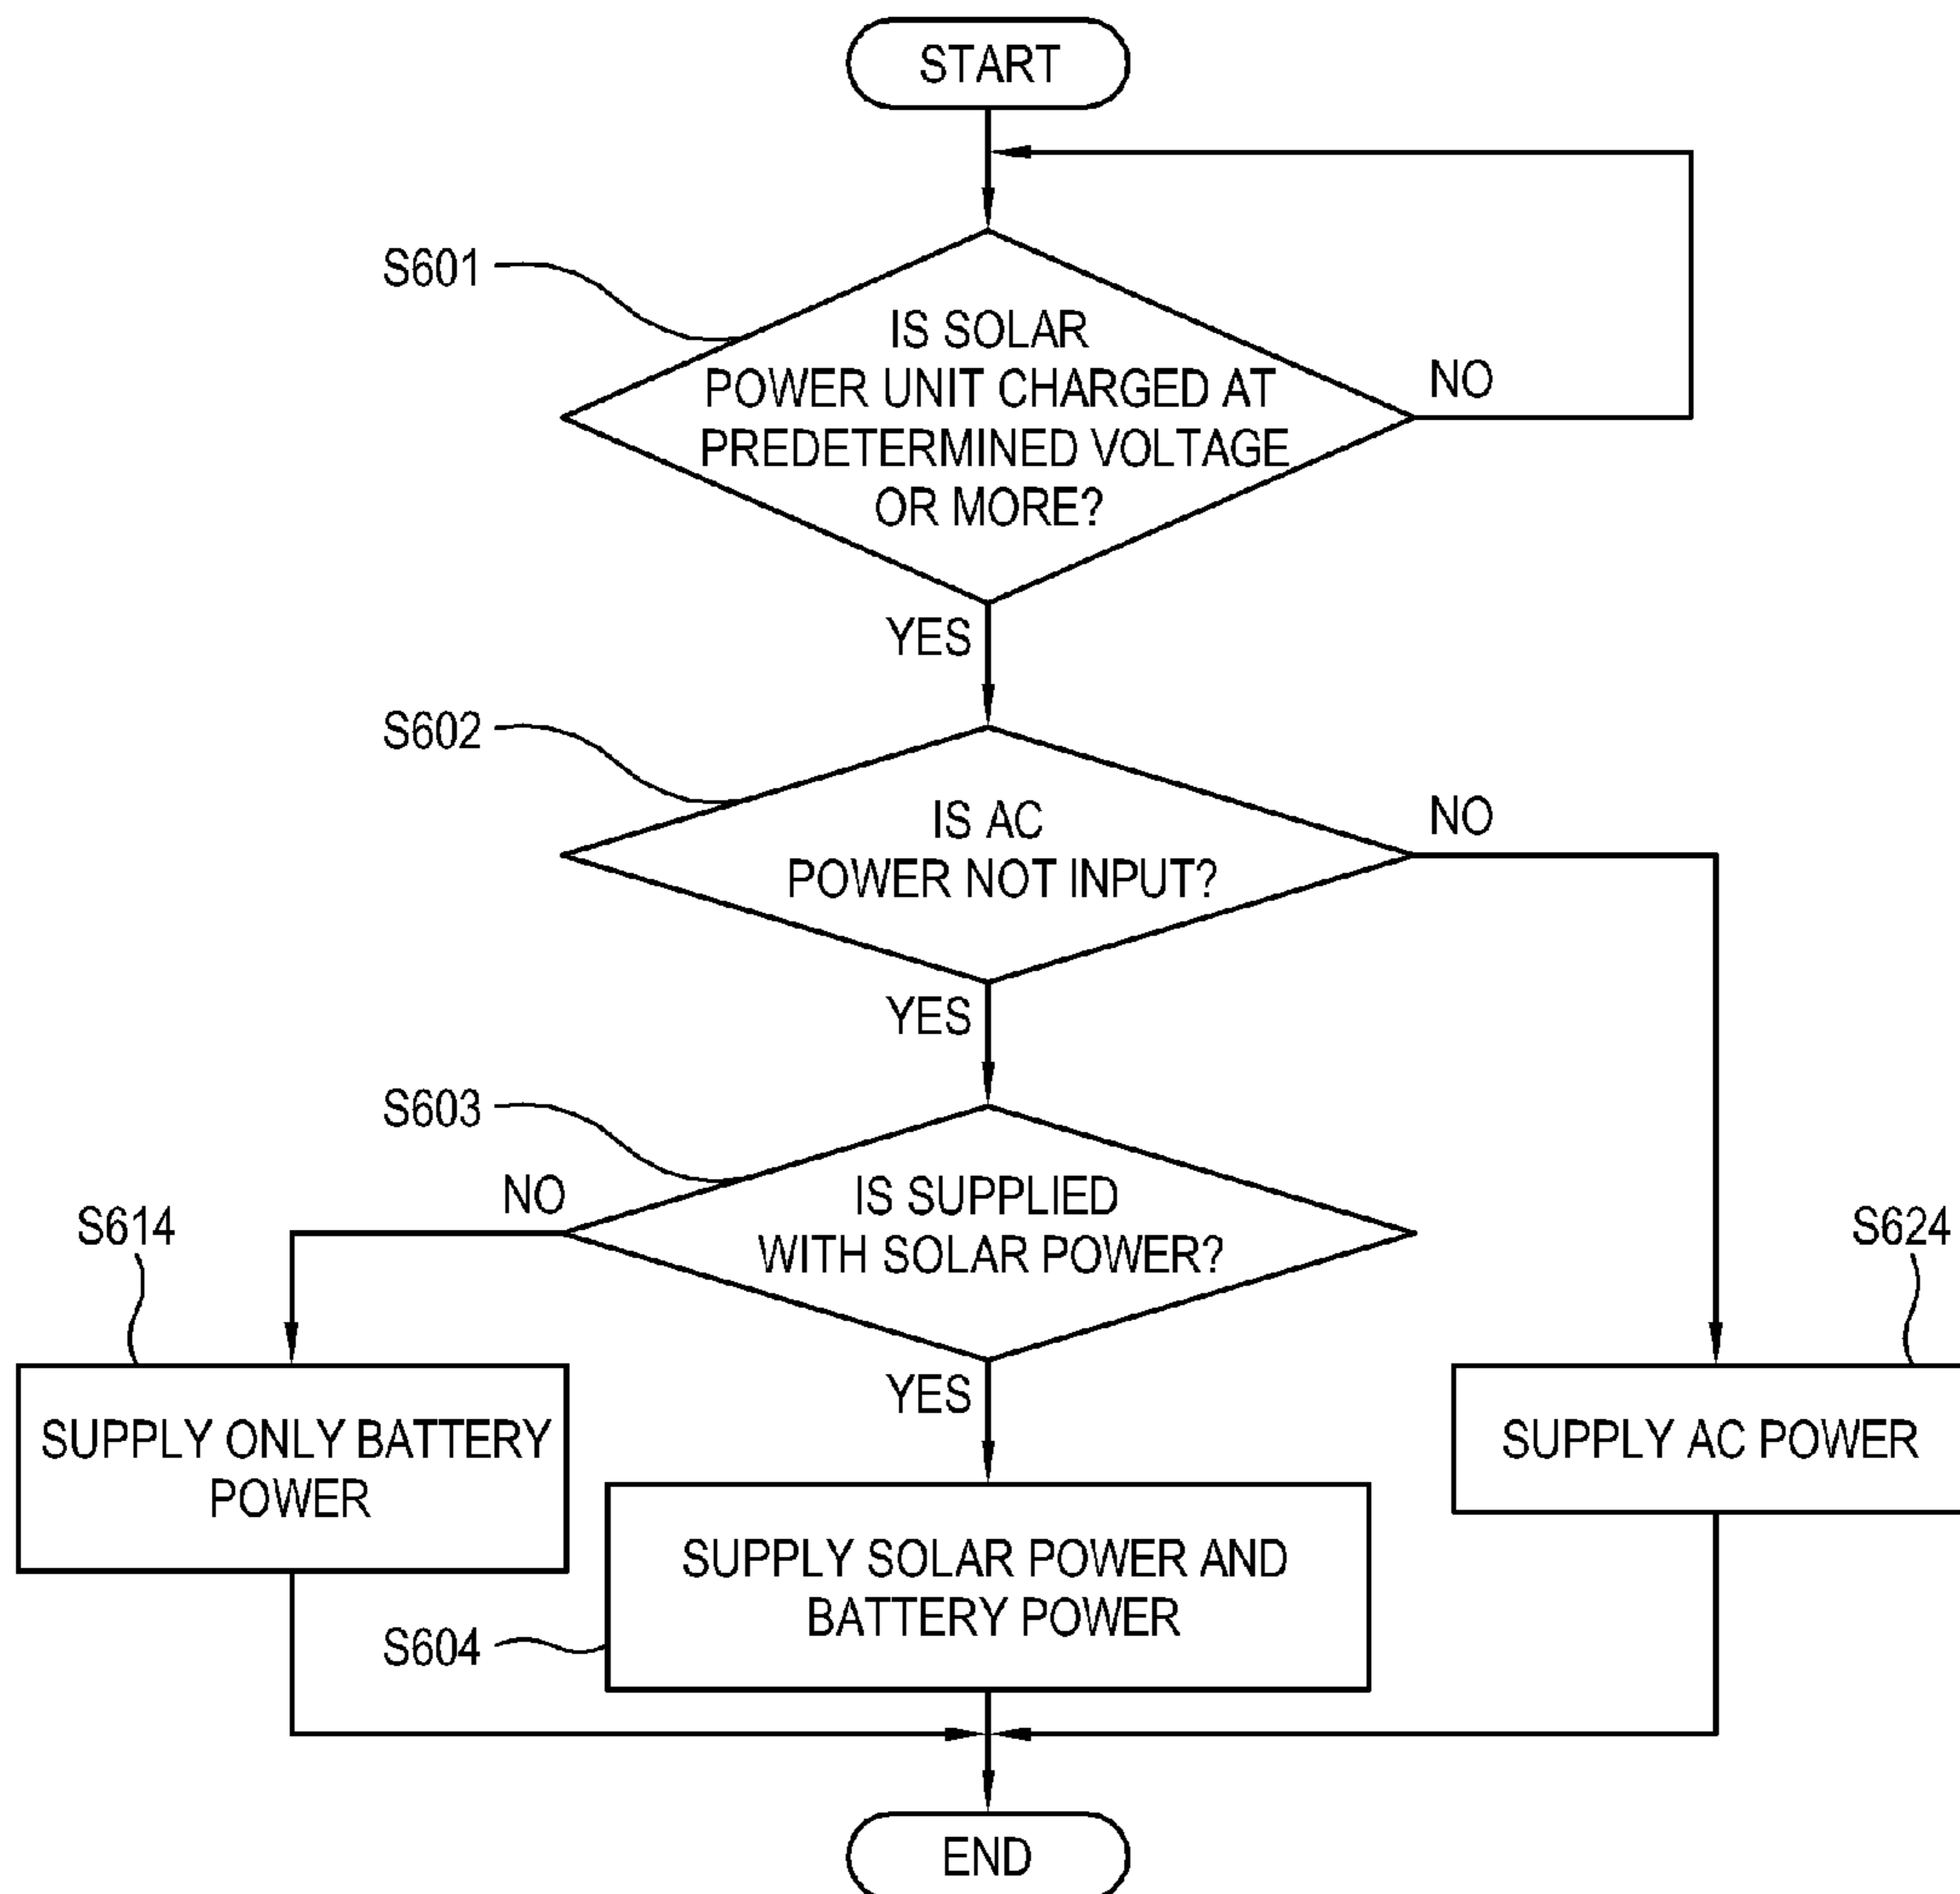 START
S601
IS SOLAR
POWER UNIT CHARGED AT
PREDETERMINED VOLTAGE
OR MORE?
NO
YES
S602
IS AC
POWER NOT INPUT?
NO
YES
S603
IS SUPPLIED
WITH SOLAR POWER?
NO
YES
S614
SUPPLY ONLY BATTERY
POWER
S624
SUPPLY AC POWER
S604
SUPPLY SOLAR POWER AND
BATTERY POWER
END